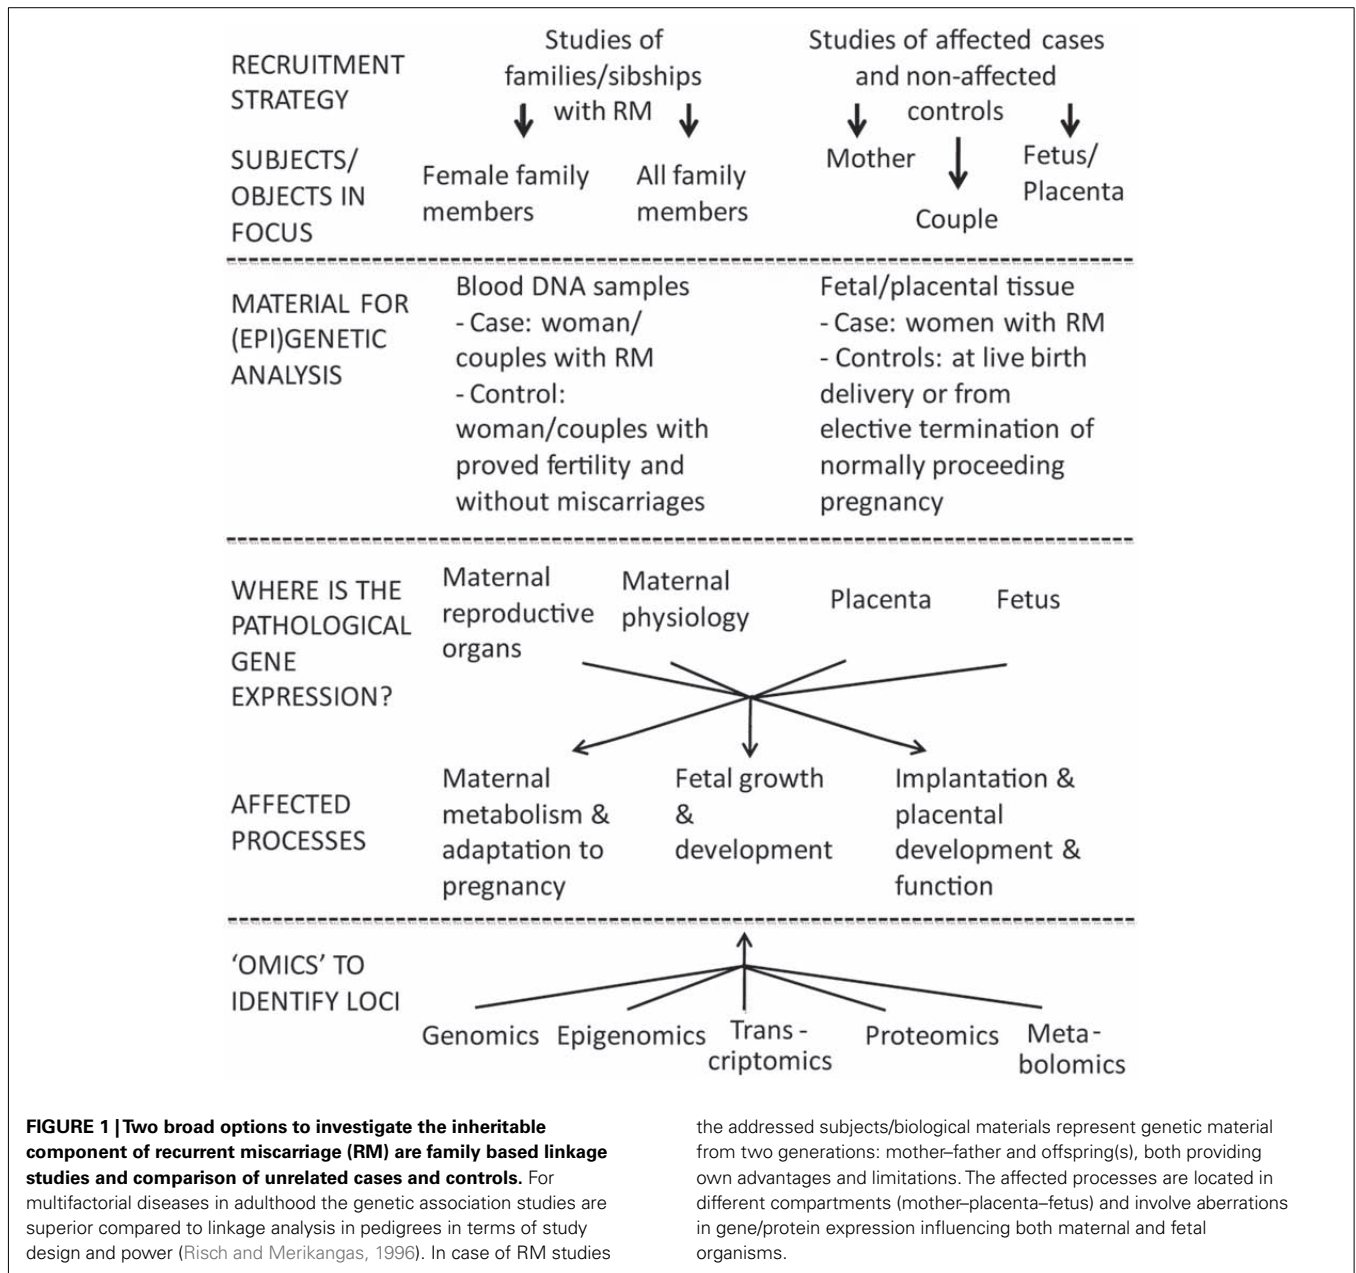 RECRUITMENT
STRATEGY
Studies of
families/sibships
with RM
Studies of affected cases
and non-affected
controls
SUBJECTS/
OBJECTS IN
FOCUS
Female family
members
All family
members
Mother
Couple
Fetus/
Placenta
MATERIAL FOR
(EPI)GENETIC
ANALYSIS
Blood DNA samples
- Case: woman/
couples with RM
- Control:
woman/couples with
proved fertility and
without miscarriages
Fetal/placental tissue
- Case: women with RM
- Controls: at live birth
delivery or from
elective termination of
normally proceeding
pregnancy
WHERE IS THE
PATHOLOGICAL
GENE
EXPRESSION?
Maternal
reproductive
organs
Maternal
physiology
Placenta
Fetus
AFFECTED
PROCESSES
Maternal
metabolism &
adaptation to
pregnancy
Fetal growth
&
development
Implantation &
placental
development &
function
‘OMICS’ TO
IDENTIFY LOCI
Genomics
Epigenomics
Trans -
criptomics
Proteomics
Meta-
bolomics
FIGURE 1 | Two broad options to investigate the inheritable
component of recurrent miscarriage (RM) are family based linkage
studies and comparison of unrelated cases and controls. For
multifactorial diseases in adulthood the genetic association studies are
superior compared to linkage analysis in pedigrees in terms of study
design and power (Risch and Merikangas, 1996). In case of RM studies
the addressed subjects/biological materials represent genetic material
from two generations: mother–father and offspring(s), both providing
own advantages and limitations. The affected processes are located in
different compartments (mother–placenta–fetus) and involve aberrations
in gene/protein expression influencing both maternal and fetal
organisms.